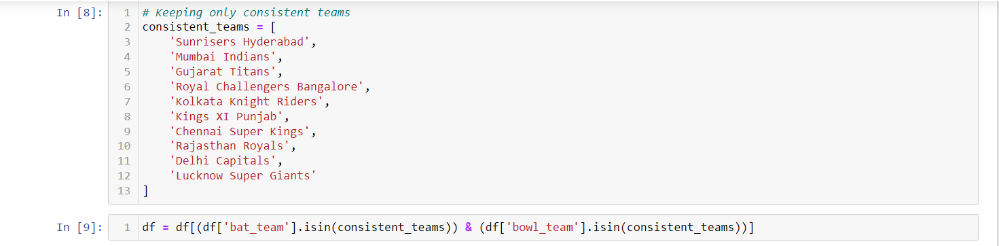 In [8]:
1 # Keeping only consistent teams
2 consistent_teams = [
3     'Sunrisers Hyderabad',
4     'Mumbai Indians',
5     'Gujarat Titans',
6     'Royal Challengers Bangalore',
7     'Kolkata Knight Riders',
8     'Kings XI Punjab',
9     'Chennai Super Kings',
10     'Rajasthan Royals',
11     'Delhi Capitals',
12     'Lucknow Super Giants'
13 ]
In [9]:
1 df = df[(df['bat_team'].isin(consistent_teams)) & (df['bowl_team'].isin(consistent_teams))]